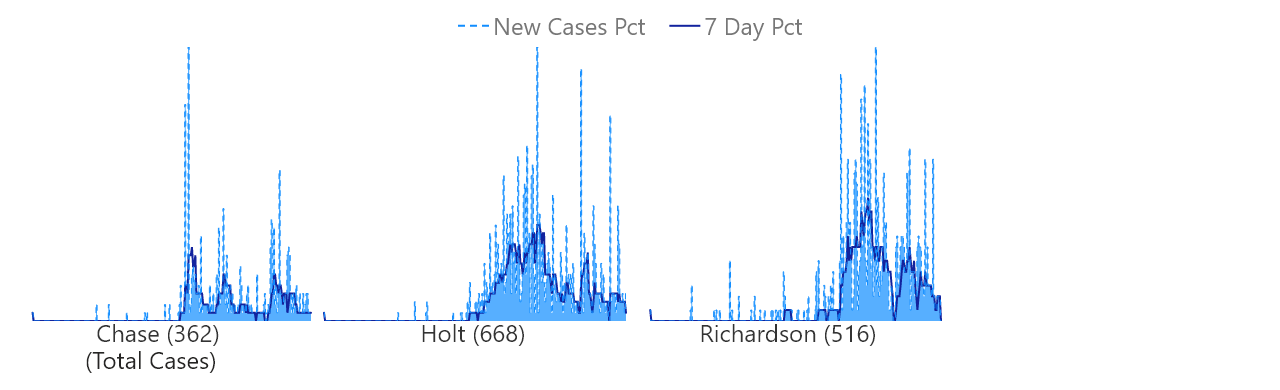 New Cases Pct 7 Day Pct
Chase (362) Holt (668) Richardson (516)
(Total Cases)